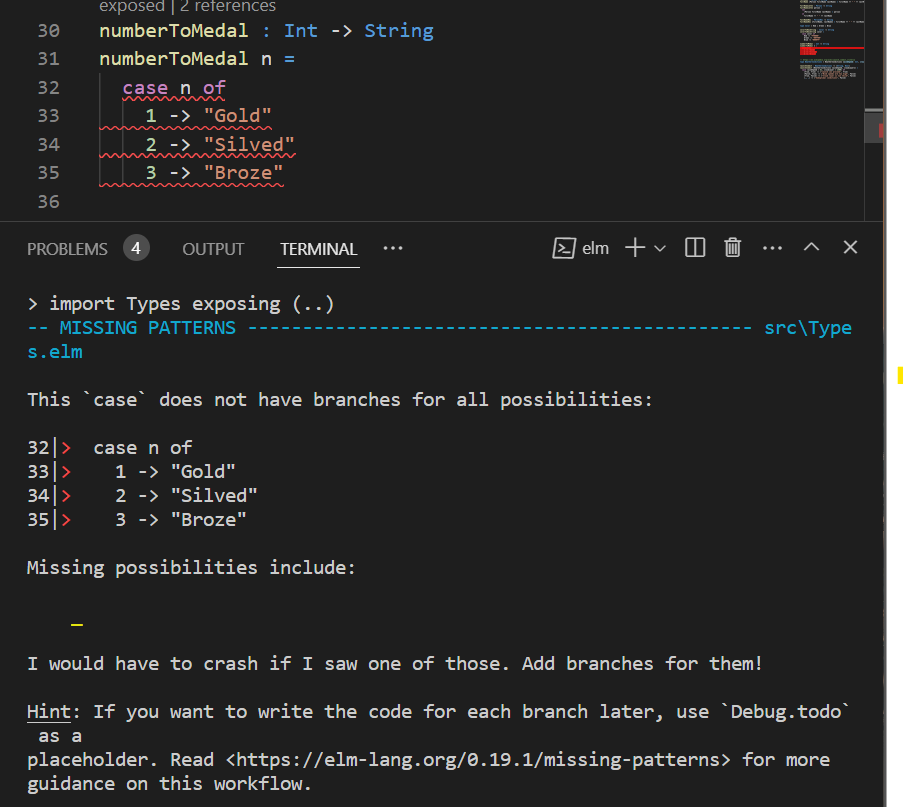 exposed | 2 references
30 numberToMedal : Int -> String
31 numberToMedal n =
32 case n of
33 1 -> "Gold"
34 2 -> "Silved"
35 3 -> "Broze"
36
PROBLEMS 4 OUTPUT TERMINAL ··· elm
> import Types exposing (..)
-- MISSING PATTERNS ---------------------------------------------- src\Type
s.elm
This `case` does not have branches for all possibilities:
32|> case n of
33|> 1 -> "Gold"
34|> 2 -> "Silved"
35|> 3 -> "Broze"
Missing possibilities include:
_
I would have to crash if I saw one of those. Add branches for them!
Hint: If you want to write the code for each branch later, use `Debug.todo`
as a
placeholder. Read <https://elm-lang.org/0.19.1/missing-patterns> for more
guidance on this workflow.